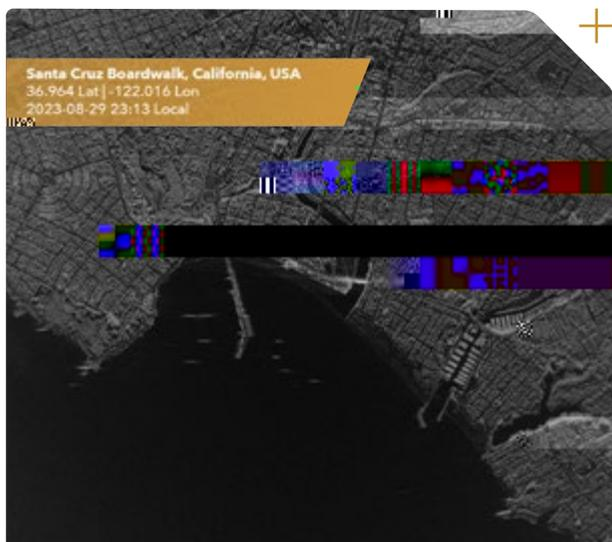 Santa Cruz Boardwalk, California, USA
36.964 Lat | -122.016 Lon
2023-08-29 23:13 Local